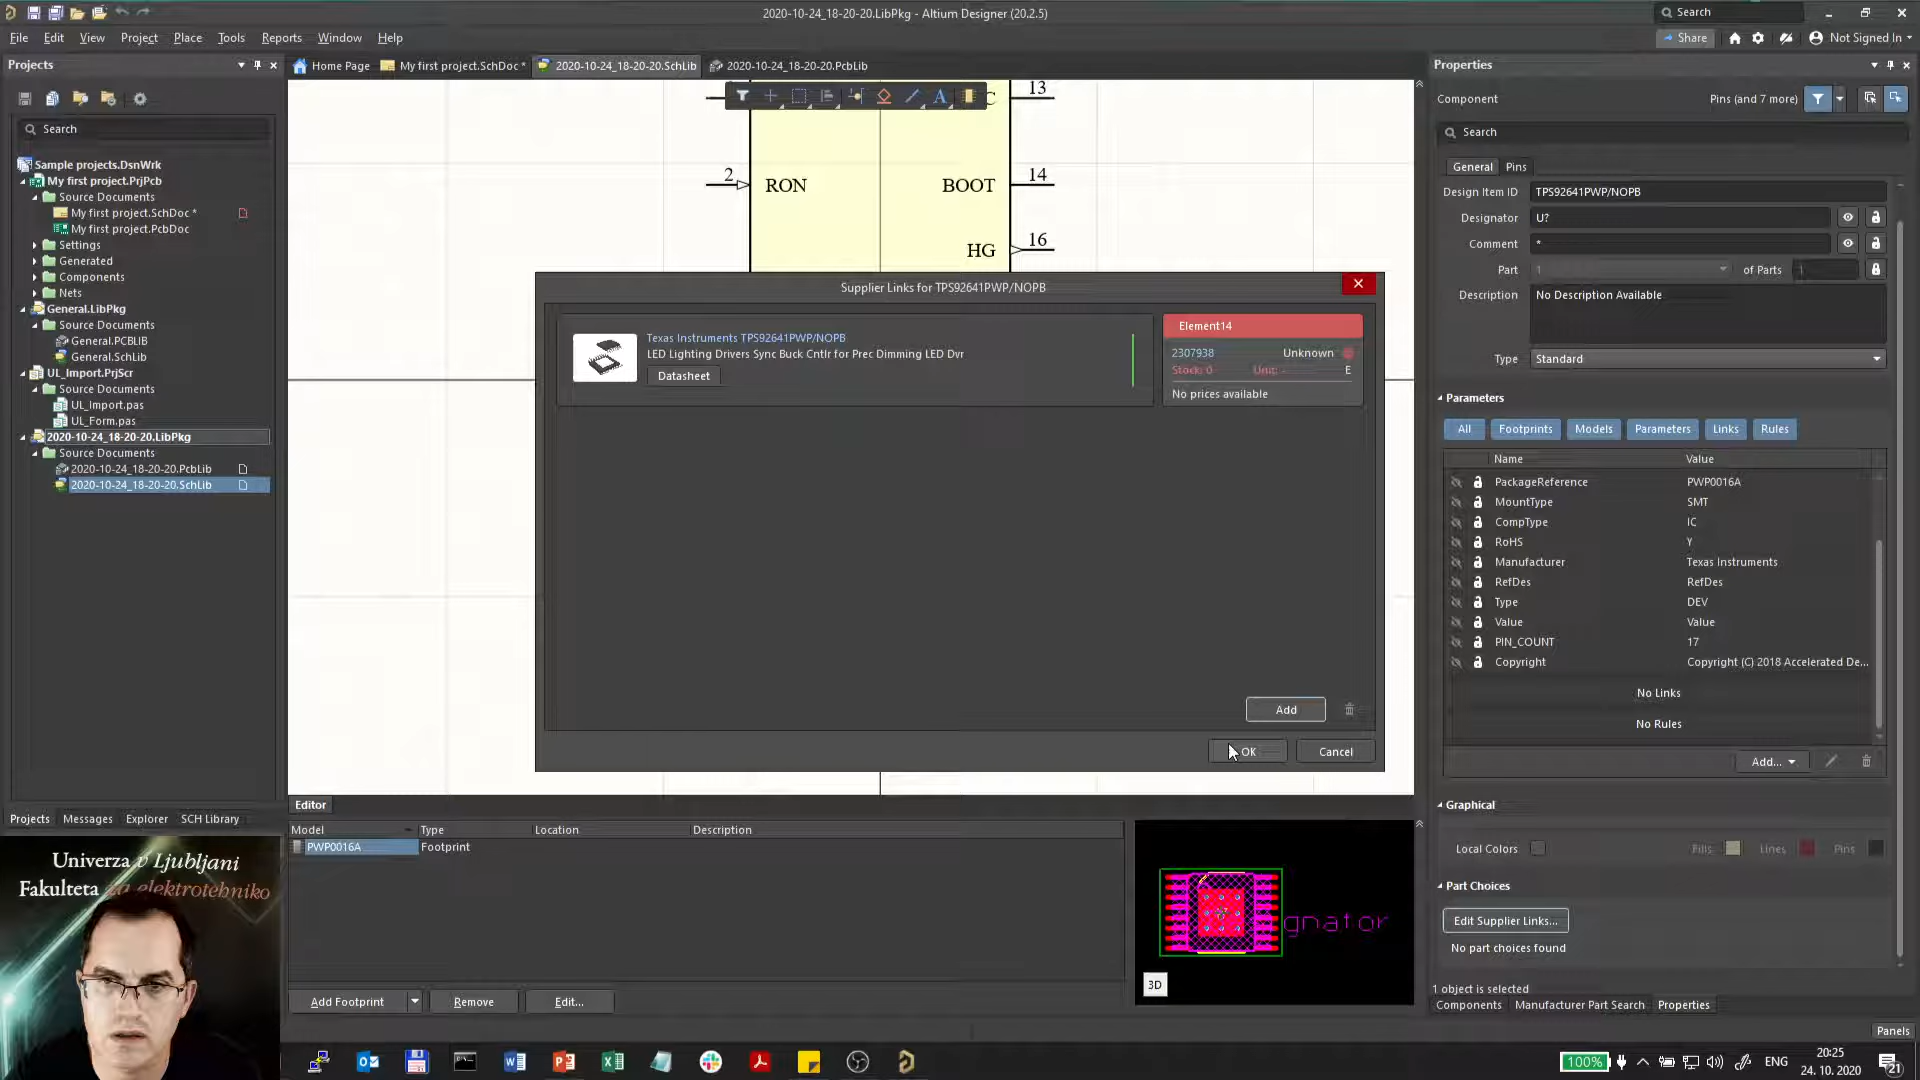 2020-10-24_18-20-20.LibPkg - Altium Designer (20.2.5)
Search
File Edit View Project Place Tools Reports Window Help
Share
Not Signed In
Projects
Home Page
My first project.SchDoc *
2020-10-24_18-20-20.SchLib
2020-10-24_18-20-20.PcbLib
Search
Sample projects.DsnWrk
My first project.PrjPcb
Source Documents
My first project.SchDoc *
My first project.PcbDoc
Settings
Generated
Components
Nets
General.LibPkg
Source Documents
General.PCBLIB
General.SchLib
UL_Import.PrjScr
Source Documents
UL_Import.pas
UL_Form.pas
2020-10-24_18-20-20.LibPkg
Source Documents
2020-10-24_18-20-20.PcbLib
2020-10-24_18-20-20.SchLib
Projects Messages Explorer SCH Library
C 13
2 RON BOOT 14
HG 16
Supplier Links for TPS92641PWP/NOPB
Texas Instruments TPS92641PWP/NOPB
LED Lighting Drivers Sync Buck Cntlr for Prec Dimming LED Dvr
Datasheet
Element14
2307938 Unknown
Stock: 0 Unit: - E
No prices available
Add
OK Cancel
Editor
Model Type Location Description
PWP0016A Footprint
Add Footprint Remove Edit...
gnator
3D
Properties
Component Pins (and 7 more)
Search
General Pins
Design Item ID TPS92641PWP/NOPB
Designator U?
Comment *
Part 1 of Parts 1
Description No Description Available
Type Standard
Parameters
All Footprints Models Parameters Links Rules
Name Value
PackageReference PWP0016A
MountType SMT
CompType IC
RoHS Y
Manufacturer Texas Instruments
RefDes RefDes
Type DEV
Value Value
PIN_COUNT 17
Copyright Copyright (C) 2018 Accelerated De...
No Links
No Rules
Add...
Graphical
Local Colors Fills Lines Pins
Part Choices
Edit Supplier Links...
No part choices found
1 object is selected
Components Manufacturer Part Search Properties
Panels
Univerza v Ljubljani
Fakulteta za elektrotehniko
100% ENG
20:25
24. 10. 2020
21